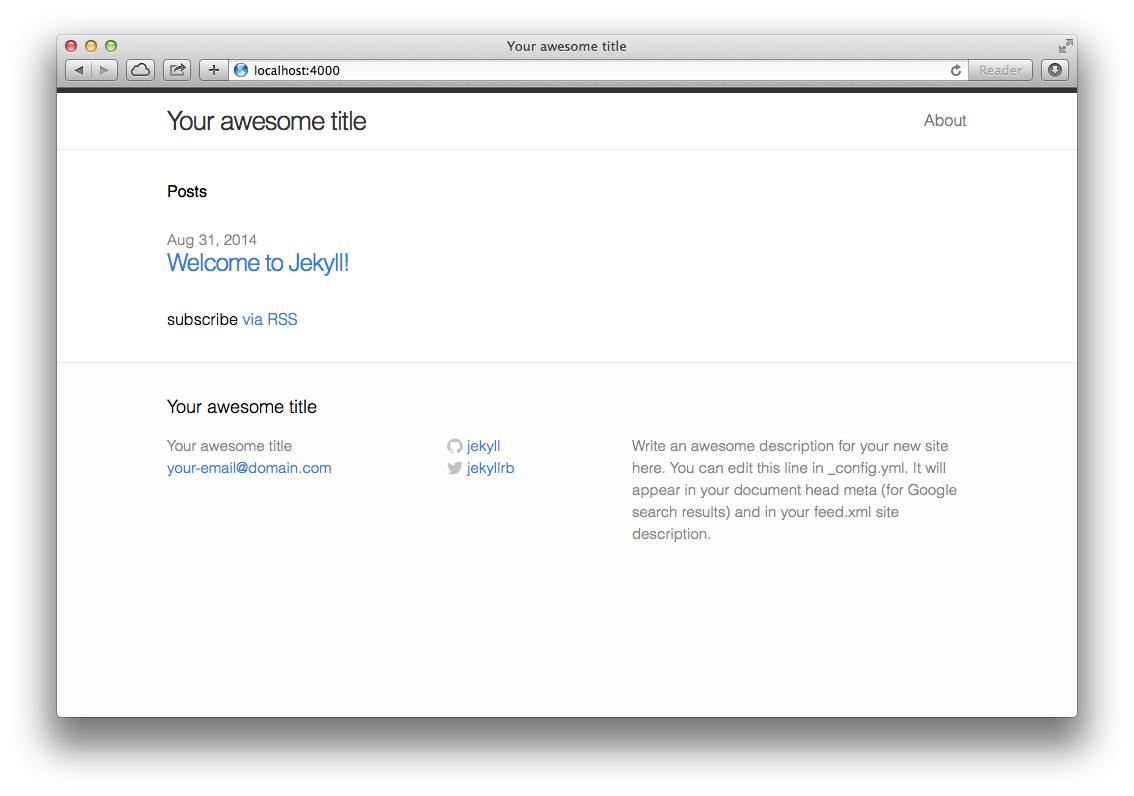 Your awesome title
localhost:4000
Reader
Your awesome title
About
Posts
Aug 31, 2014
Welcome to Jekyll!
subscribe via RSS
Your awesome title
Your awesome title
your-email@domain.com
jekyll
jekyllrb
Write an awesome description for your new site
here. You can edit this line in _config.yml. It will
appear in your document head meta (for Google
search results) and in your feed.xml site
description.